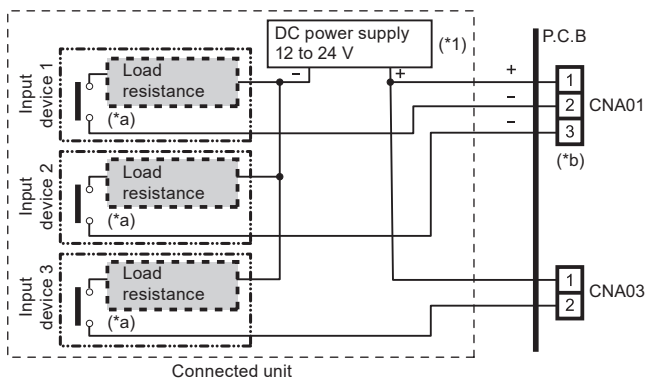 DC power supply
12 to 24 V
(*1)
P.C.B
Input
device 1
Load
resistance
(*a)
–
+
+
–
–
1
2
3
CNA01
(*b)
Input
device 2
Load
resistance
(*a)
Input
device 3
Load
resistance
(*a)
1
2
CNA03
Connected unit